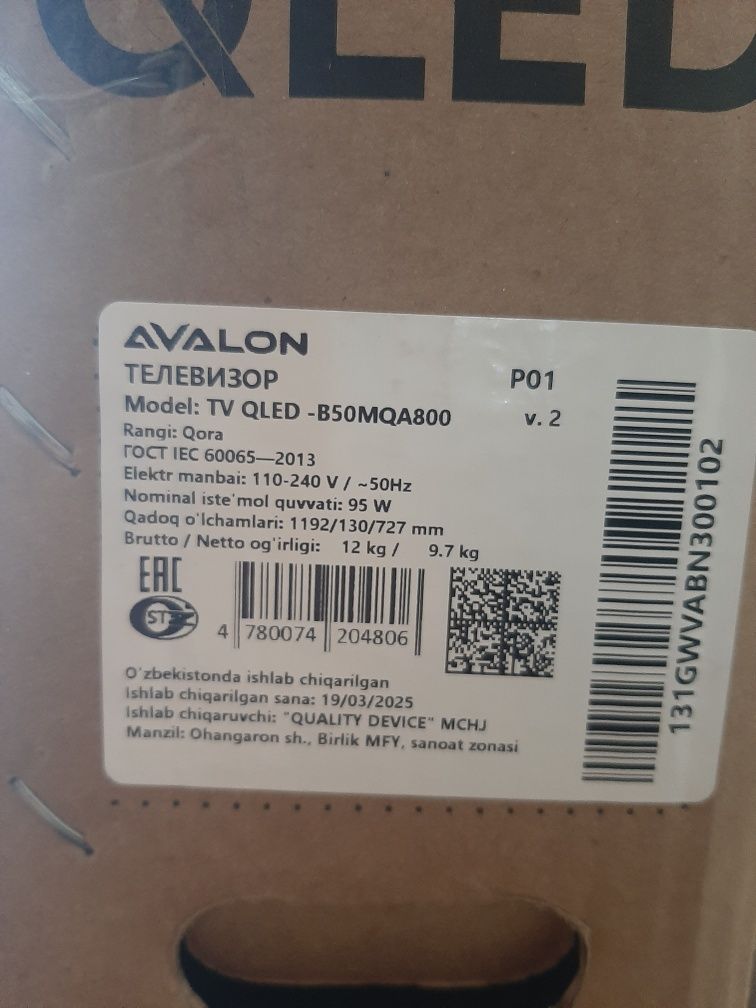 QLED
AVALON
ТЕЛЕВИЗОР P01
Model: TV QLED -B50MQA800 v. 2
Rangi: Qora
ГОСТ IEC 60065—2013
Elektr manbai: 110-240 V / ~50Hz
Nominal iste'mol quvvati: 95 W
Qadoq o'lchamlari: 1192/130/727 mm
Brutto / Netto og'irligi: 12 kg / 9.7 kg
EAC
ST
4 780074 204806
131GWVABN300102
O'zbekistonda ishlab chiqarilgan
Ishlab chiqarilgan sana: 19/03/2025
Ishlab chiqaruvchi: "QUALITY DEVICE" MCHJ
Manzil: Ohangaron sh., Birlik MFY, sanoat zonasi